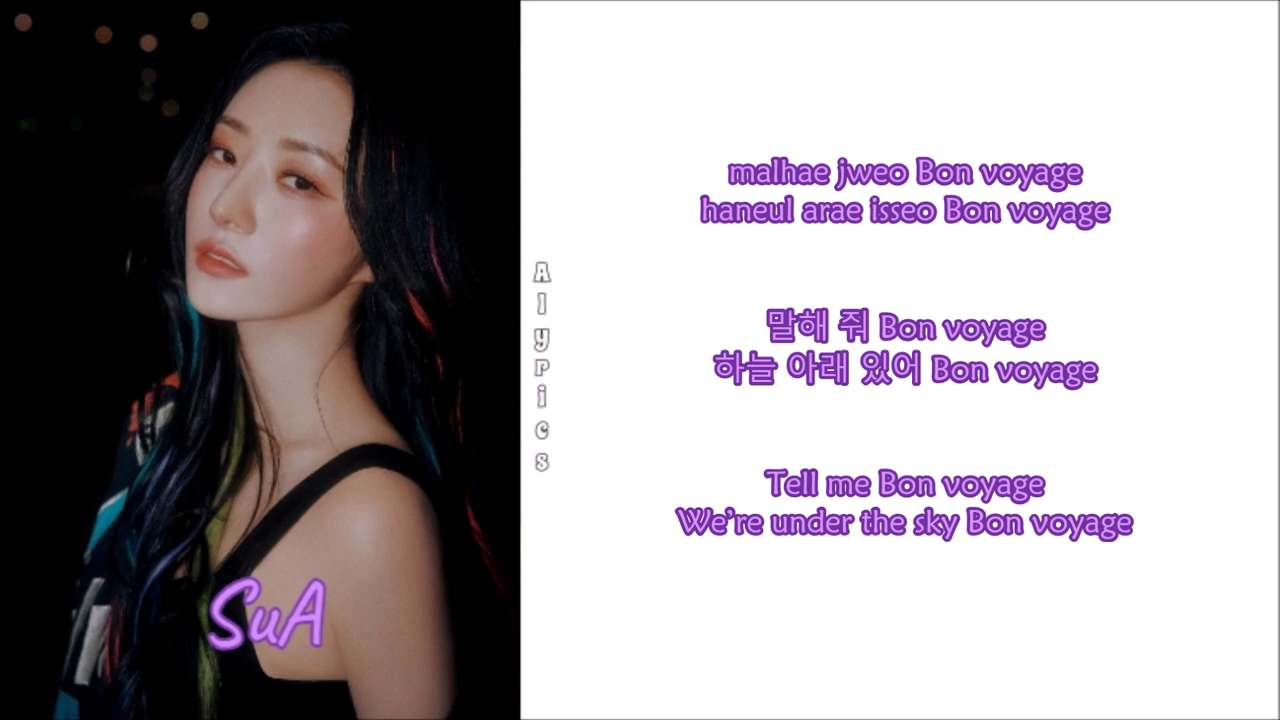 SuA
Alyrics
malhae jweo Bon voyage
haneul arae isseo Bon voyage
말해 줘 Bon voyage
하늘 아래 있어 Bon voyage
Tell me Bon voyage
We're under the sky Bon voyage